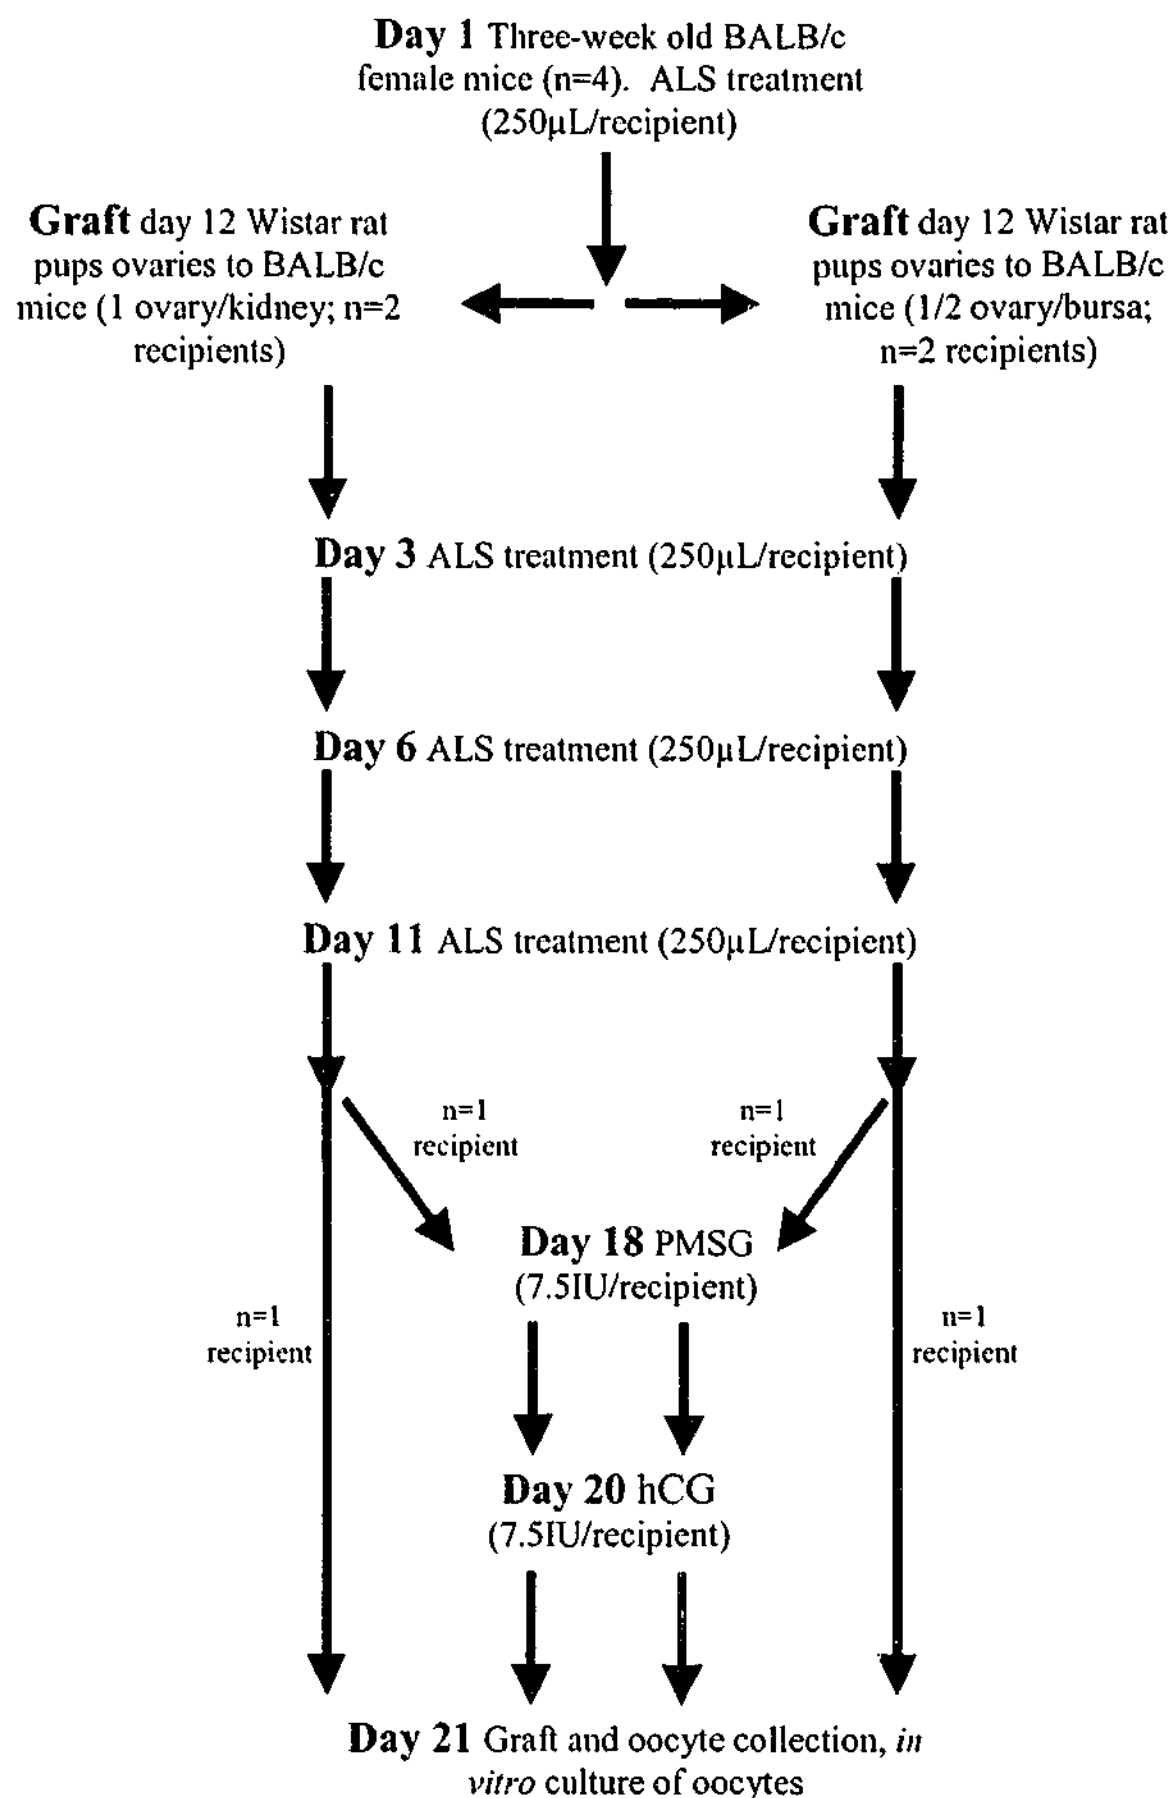 Day 1 Three-week old BALB/c
female mice (n=4). ALS treatment
(250µL/recipient)
Graft day 12 Wistar rat
pups ovaries to BALB/c
mice (1 ovary/kidney; n=2
recipients)
Graft day 12 Wistar rat
pups ovaries to BALB/c
mice (1/2 ovary/bursa;
n=2 recipients)
Day 3 ALS treatment (250µL/recipient)
Day 6 ALS treatment (250µL/recipient)
Day 11 ALS treatment (250µL/recipient)
n=1
recipient
n=1
recipient
Day 18 PMSG
(7.5IU/recipient)
n=1
recipient
n=1
recipient
Day 20 hCG
(7.5IU/recipient)
Day 21 Graft and oocyte collection, in
vitro culture of oocytes